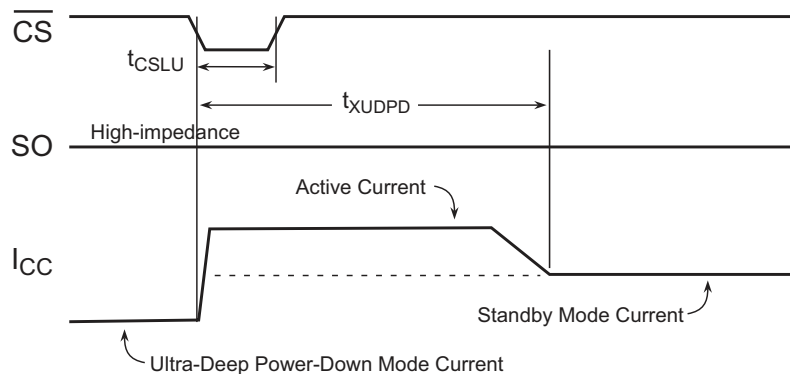 CS
tCSLU
tXUDPD
High-impedance
SO
Active Current
ICC
Standby Mode Current
Ultra-Deep Power-Down Mode Current